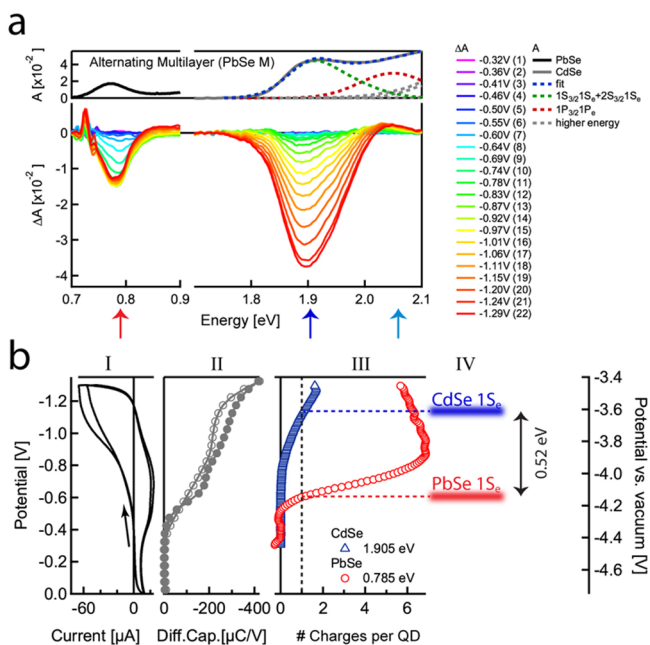 a
Alternating Multilayer (PbSe M)
A [x10⁻²]
4
2
0
ΔA [x10⁻²]
0
-1
-2
-3
-4
0.7 0.8 0.9 1.8 1.9 2.0 2.1
Energy [eV]
ΔA
-0.32V (1)
-0.36V (2)
-0.41V (3)
-0.46V (4)
-0.50V (5)
-0.55V (6)
-0.60V (7)
-0.64V (8)
-0.69V (9)
-0.74V (10)
-0.78V (11)
-0.83V (12)
-0.87V (13)
-0.92V (14)
-0.97V (15)
-1.01V (16)
-1.06V (17)
-1.11V (18)
-1.15V (19)
-1.20V (20)
-1.24V (21)
-1.29V (22)
A
PbSe
CdSe
fit
1S3/21Se+2S3/21Se
1P3/21Pe
higher energy
b
I II III IV
Potential [V]
-1.2
-1.0
-0.8
-0.6
-0.4
-0.2
0.0
-60 0
Current [µA]
0 -200 -400
Diff.Cap.[µC/V]
CdSe
1.905 eV
PbSe
0.785 eV
0 2 4 6
# Charges per QD
CdSe 1Se
PbSe 1Se
0.52 eV
-3.4
-3.6
-3.8
-4.0
-4.2
-4.4
-4.6
Potential vs. vacuum [V]